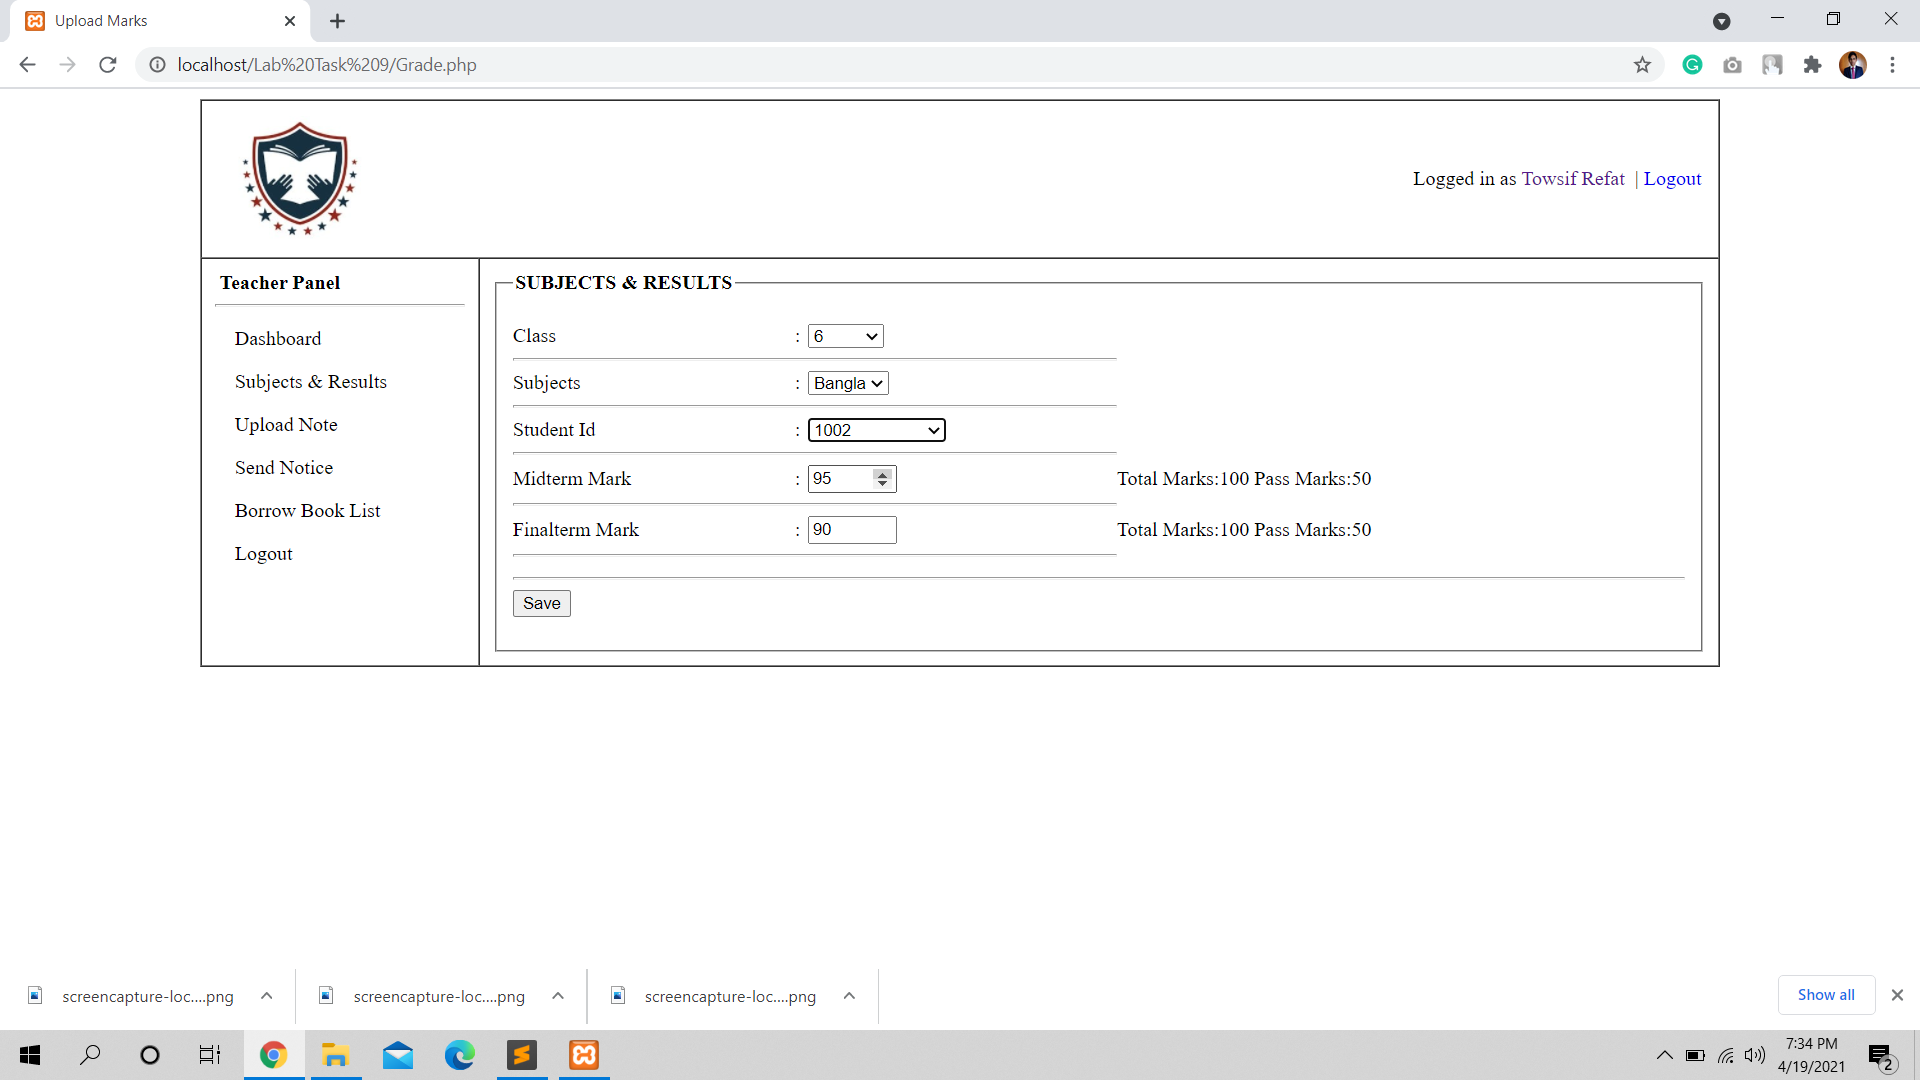 Upload Marks
localhost/Lab%20Task%209/Grade.php
Logged in as Towsif Refat | Logout
Teacher Panel
Dashboard
Subjects & Results
Upload Note
Send Notice
Borrow Book List
Logout
SUBJECTS & RESULTS
Class : 6
Subjects : Bangla
Student Id : 1002
Midterm Mark : 95 Total Marks:100 Pass Marks:50
Finalterm Mark : 90 Total Marks:100 Pass Marks:50
Save
screencapture-loc....png screencapture-loc....png screencapture-loc....png Show all
7:34 PM
4/19/2021
2